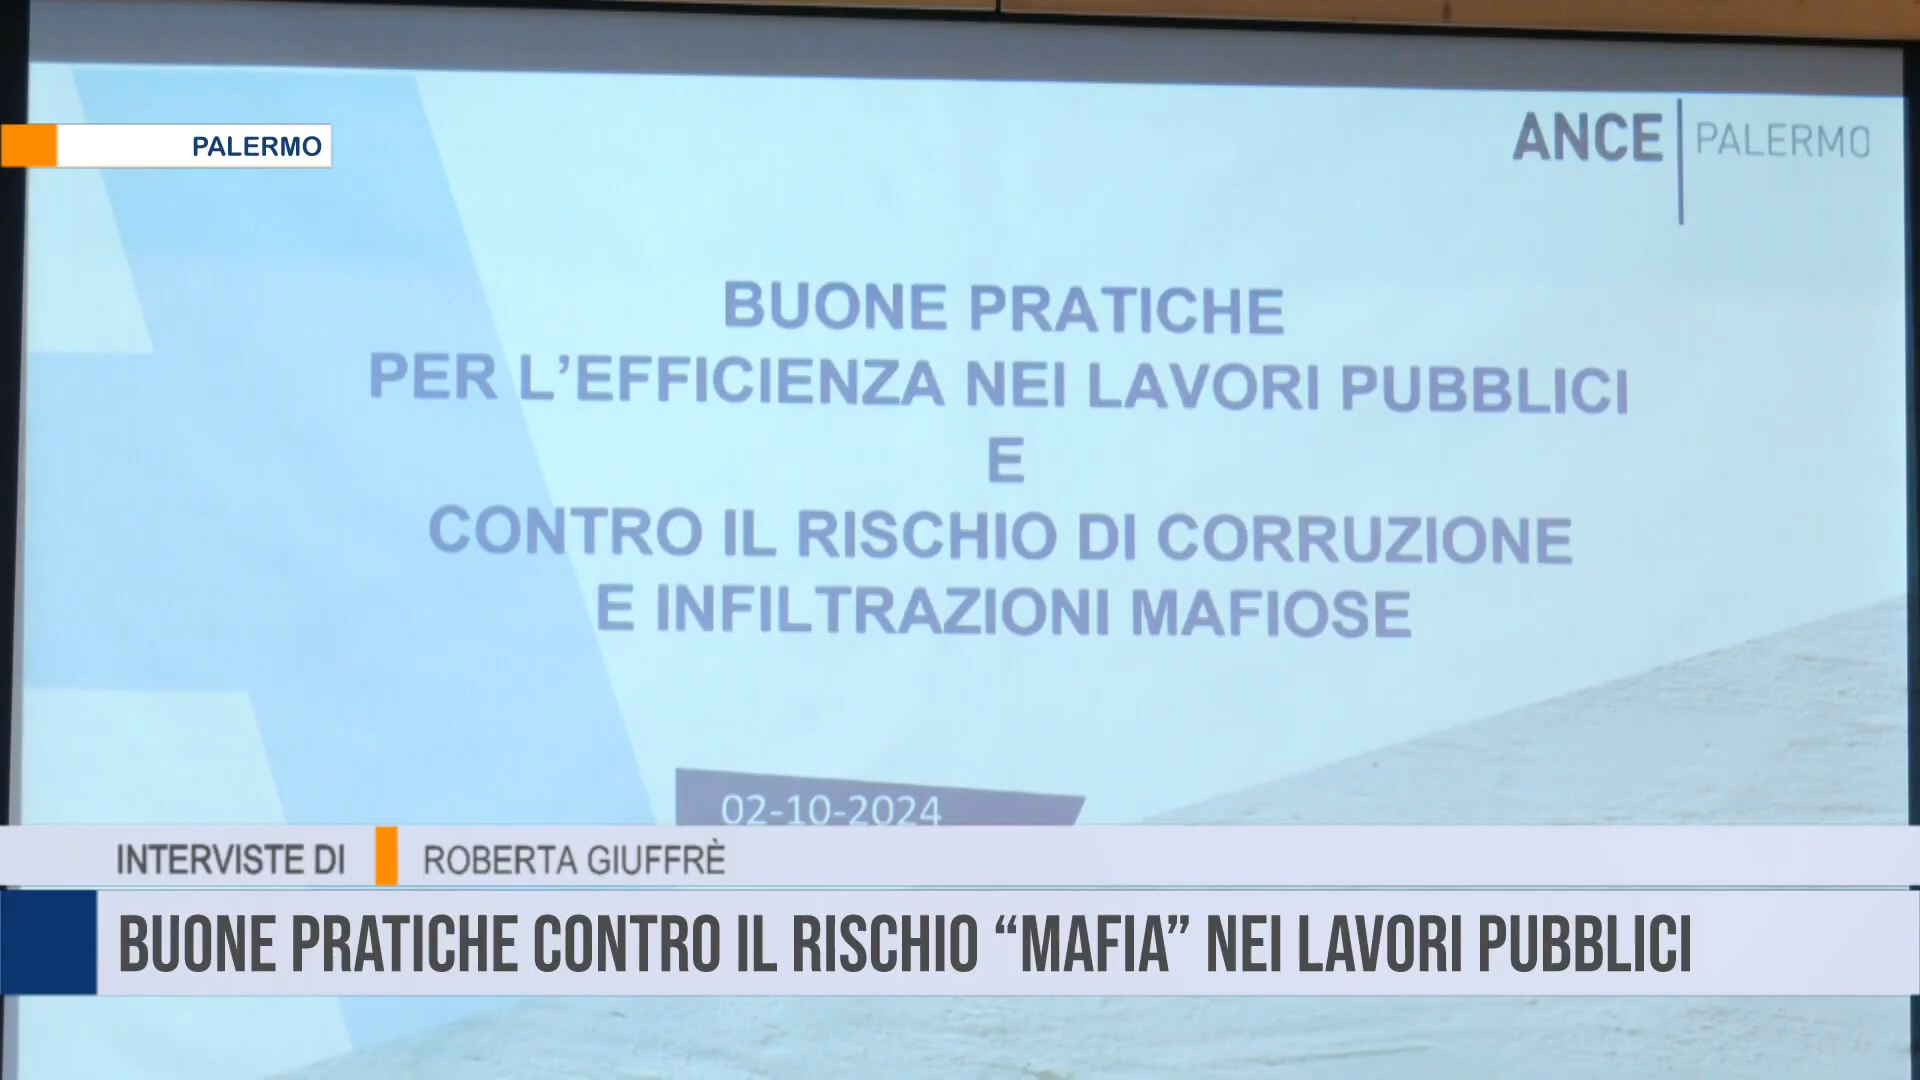 ANCE PALERMO
PALERMO
BUONE PRATICHE
PER L’EFFICIENZA NEI LAVORI PUBBLICI
E
CONTRO IL RISCHIO DI CORRUZIONE
E INFILTRAZIONI MAFIOSE
02-10-2024
INTERVISTE DI ROBERTA GIUFFRÈ
BUONE PRATICHE CONTRO IL RISCHIO “MAFIA” NEI LAVORI PUBBLICI